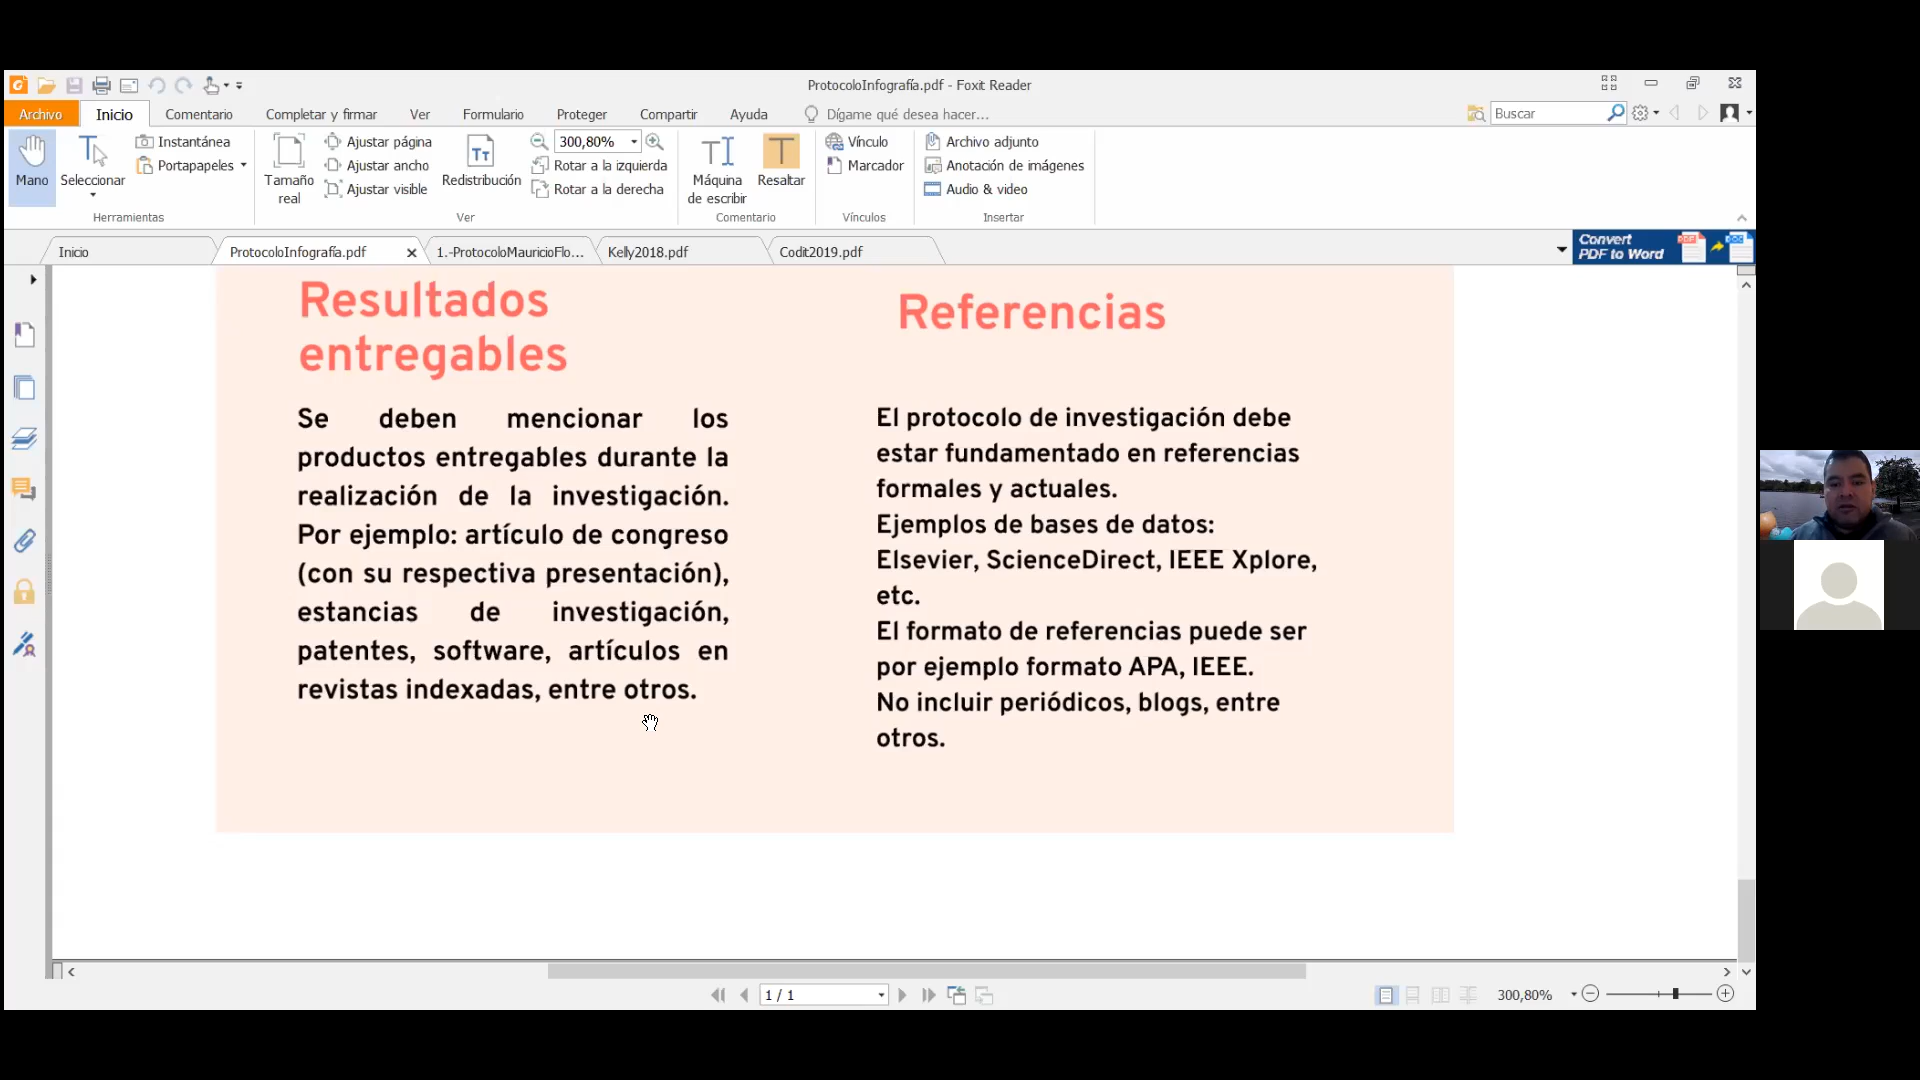 ProtocoloInfografía.pdf - Foxit Reader
Archivo
Inicio
Comentario
Completar y firmar
Ver
Formulario
Proteger
Compartir
Ayuda
Dígame qué desea hacer...
Buscar
Mano
Seleccionar
Instantánea
Portapapeles
Herramientas
Tamaño
real
Ajustar página
Ajustar ancho
Ajustar visible
Redistribución
300,80%
Rotar a la izquierda
Rotar a la derecha
Ver
Máquina
de escribir
Resaltar
Comentario
Vínculo
Marcador
Vínculos
Archivo adjunto
Anotación de imágenes
Audio & video
Insertar
Inicio
ProtocoloInfografía.pdf
1.-ProtocoloMauricioFlo...
Kelly2018.pdf
Codit2019.pdf
Convert
PDF to Word
Resultados
entregables
Se deben mencionar los
productos entregables durante la
realización de la investigación.
Por ejemplo: artículo de congreso
(con su respectiva presentación),
estancias de investigación,
patentes, software, artículos en
revistas indexadas, entre otros.
Referencias
El protocolo de investigación debe
estar fundamentado en referencias
formales y actuales.
Ejemplos de bases de datos:
Elsevier, ScienceDirect, IEEE Xplore,
etc.
El formato de referencias puede ser
por ejemplo formato APA, IEEE.
No incluir periódicos, blogs, entre
otros.
1 / 1
300,80%